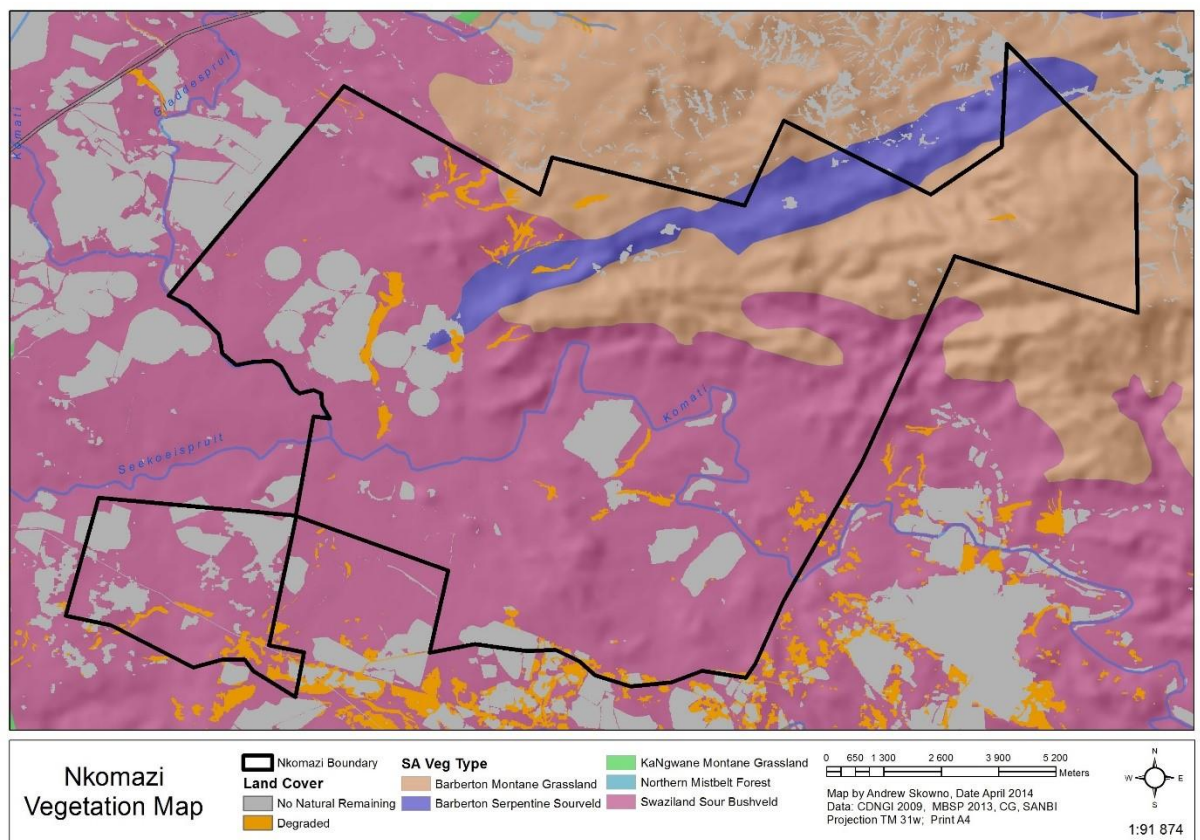 Komati
Gladdespruit
Komati
Seekoeispruit
Nkomazi
Vegetation Map
Nkomazi Boundary
Land Cover
No Natural Remaining
Degraded
SA Veg Type
Barberton Montane Grassland
Barberton Serpentine Sourveld
KaNgwane Montane Grassland
Northern Mistbelt Forest
Swaziland Sour Bushveld
0 650 1 300 2 600 3 900 5 200
Meters
Map by Andrew Skowno, Date April 2014
Data: CDNGI 2009, MBSP 2013, CG, SANBI
Projection TM 31w; Print A4
N
W E
S
1:91 874